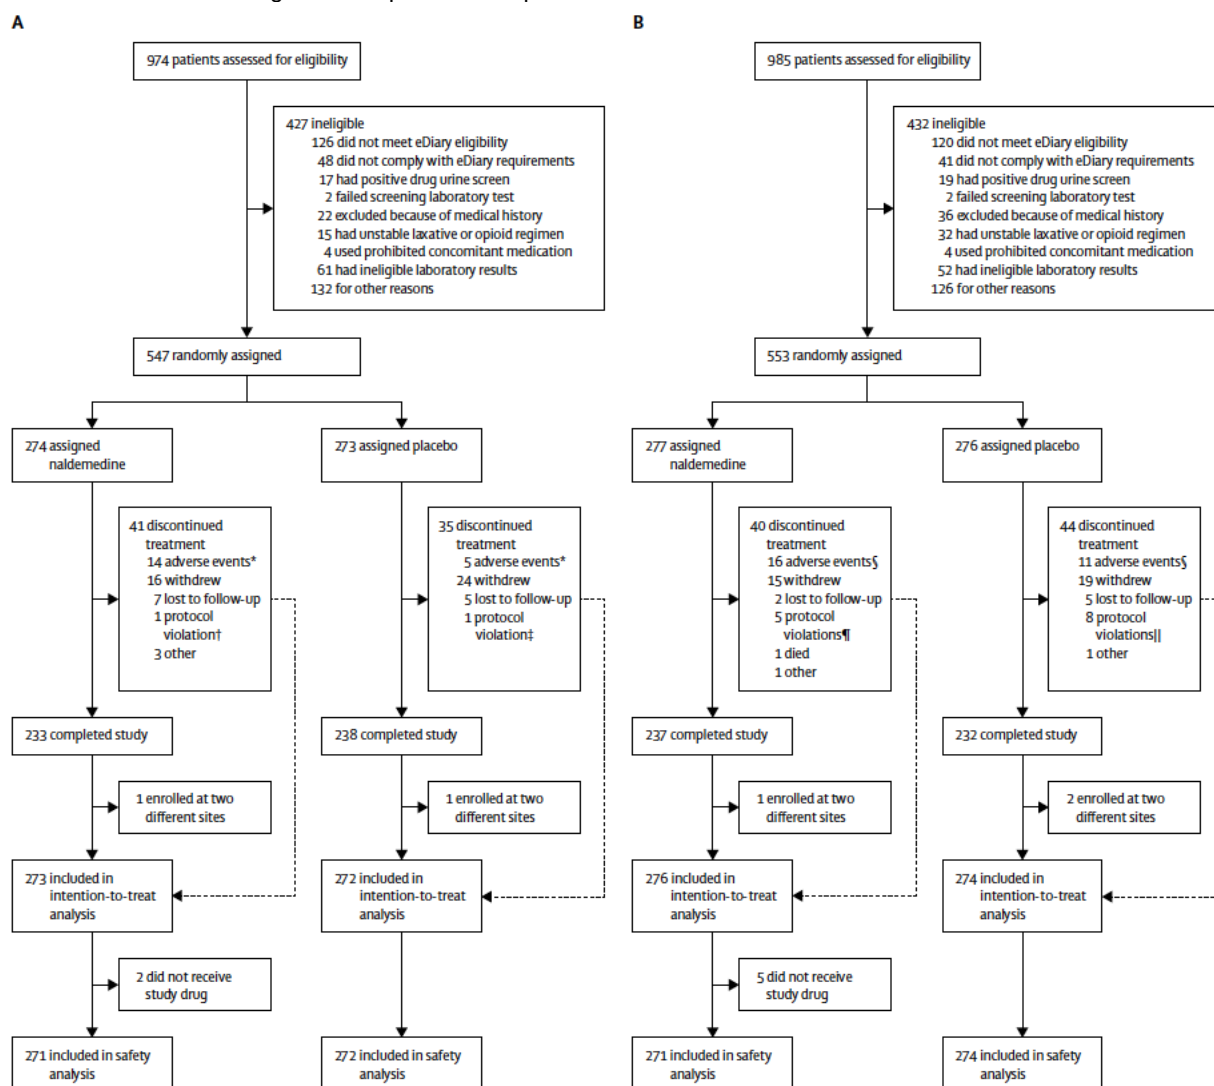 A
974 patients assessed for eligibility
427 ineligible
126 did not meet eDiary eligibility
48 did not comply with eDiary requirements
17 had positive drug urine screen
2 failed screening laboratory test
22 excluded because of medical history
15 had unstable laxative or opioid regimen
4 used prohibited concomitant medication
61 had ineligible laboratory results
132 for other reasons
547 randomly assigned
274 assigned
naldemedine
273 assigned placebo
41 discontinued
treatment
14 adverse events*
16 withdrew
7 lost to follow-up
1 protocol
violation†
3 other
35 discontinued
treatment
5 adverse events*
24 withdrew
5 lost to follow-up
1 protocol
violation‡
233 completed study
238 completed study
1 enrolled at two
different sites
1 enrolled at two
different sites
273 included in
intention-to-treat
analysis
272 included in
intention-to-treat
analysis
2 did not receive
study drug
271 included in safety
analysis
272 included in safety
analysis
B
985 patients assessed for eligibility
432 ineligible
120 did not meet eDiary eligibility
41 did not comply with eDiary requirements
19 had positive drug urine screen
2 failed screening laboratory test
36 excluded because of medical history
32 had unstable laxative or opioid regimen
4 used prohibited concomitant medication
52 had ineligible laboratory results
126 for other reasons
553 randomly assigned
277 assigned
naldemedine
276 assigned placebo
40 discontinued
treatment
16 adverse events§
15 withdrew
2 lost to follow-up
5 protocol
violations¶
1 died
1 other
44 discontinued
treatment
11 adverse events§
19 withdrew
5 lost to follow-up
8 protocol
violations||
1 other
237 completed study
232 completed study
1 enrolled at two
different sites
2 enrolled at two
different sites
276 included in
intention-to-treat
analysis
274 included in
intention-to-treat
analysis
5 did not receive
study drug
271 included in safety
analysis
274 included in safety
analysis